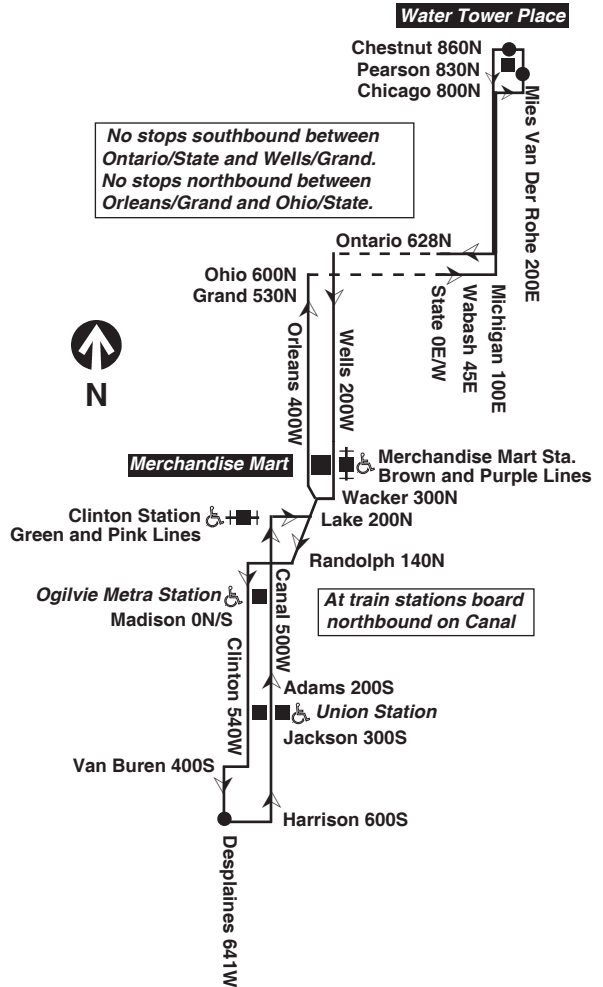 Water Tower Place
Chestnut 860N
Pearson 830N
Chicago 800N
Mies Van Der Rohe 200E
No stops southbound between
Ontario/State and Wells/Grand.
No stops northbound between
Orleans/Grand and Ohio/State.
Ontario 628N
Ohio 600N
Grand 530N
State 0E/W
Wabash 45E
Michigan 100E
Orleans 400W
Wells 200W
N
Merchandise Mart
Merchandise Mart Sta.
Brown and Purple Lines
Wacker 300N
Clinton Station
Green and Pink Lines
Lake 200N
Randolph 140N
Ogilvie Metra Station
Madison 0N/S
Canal 500W
At train stations board
northbound on Canal
Clinton 540W
Adams 200S
Union Station
Jackson 300S
Van Buren 400S
Harrison 600S
Desplaines 641W